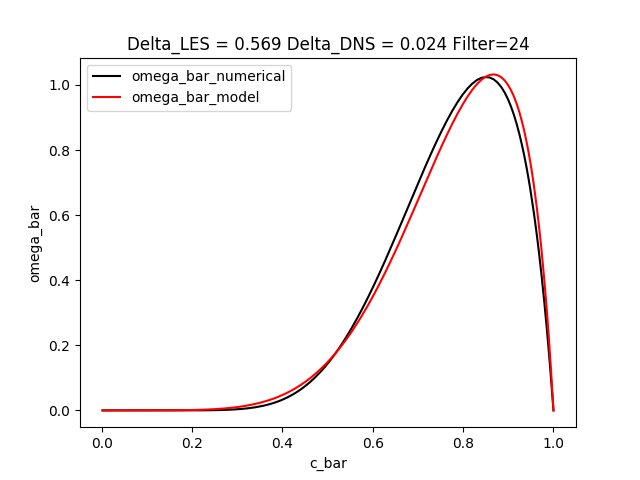 Delta_LES = 0.569 Delta_DNS = 0.024 Filter=24
omega_bar_numerical
omega_bar_model
omega_bar
1.0
0.8
0.6
0.4
0.2
0.0
0.0 0.2 0.4 0.6 0.8 1.0
c_bar